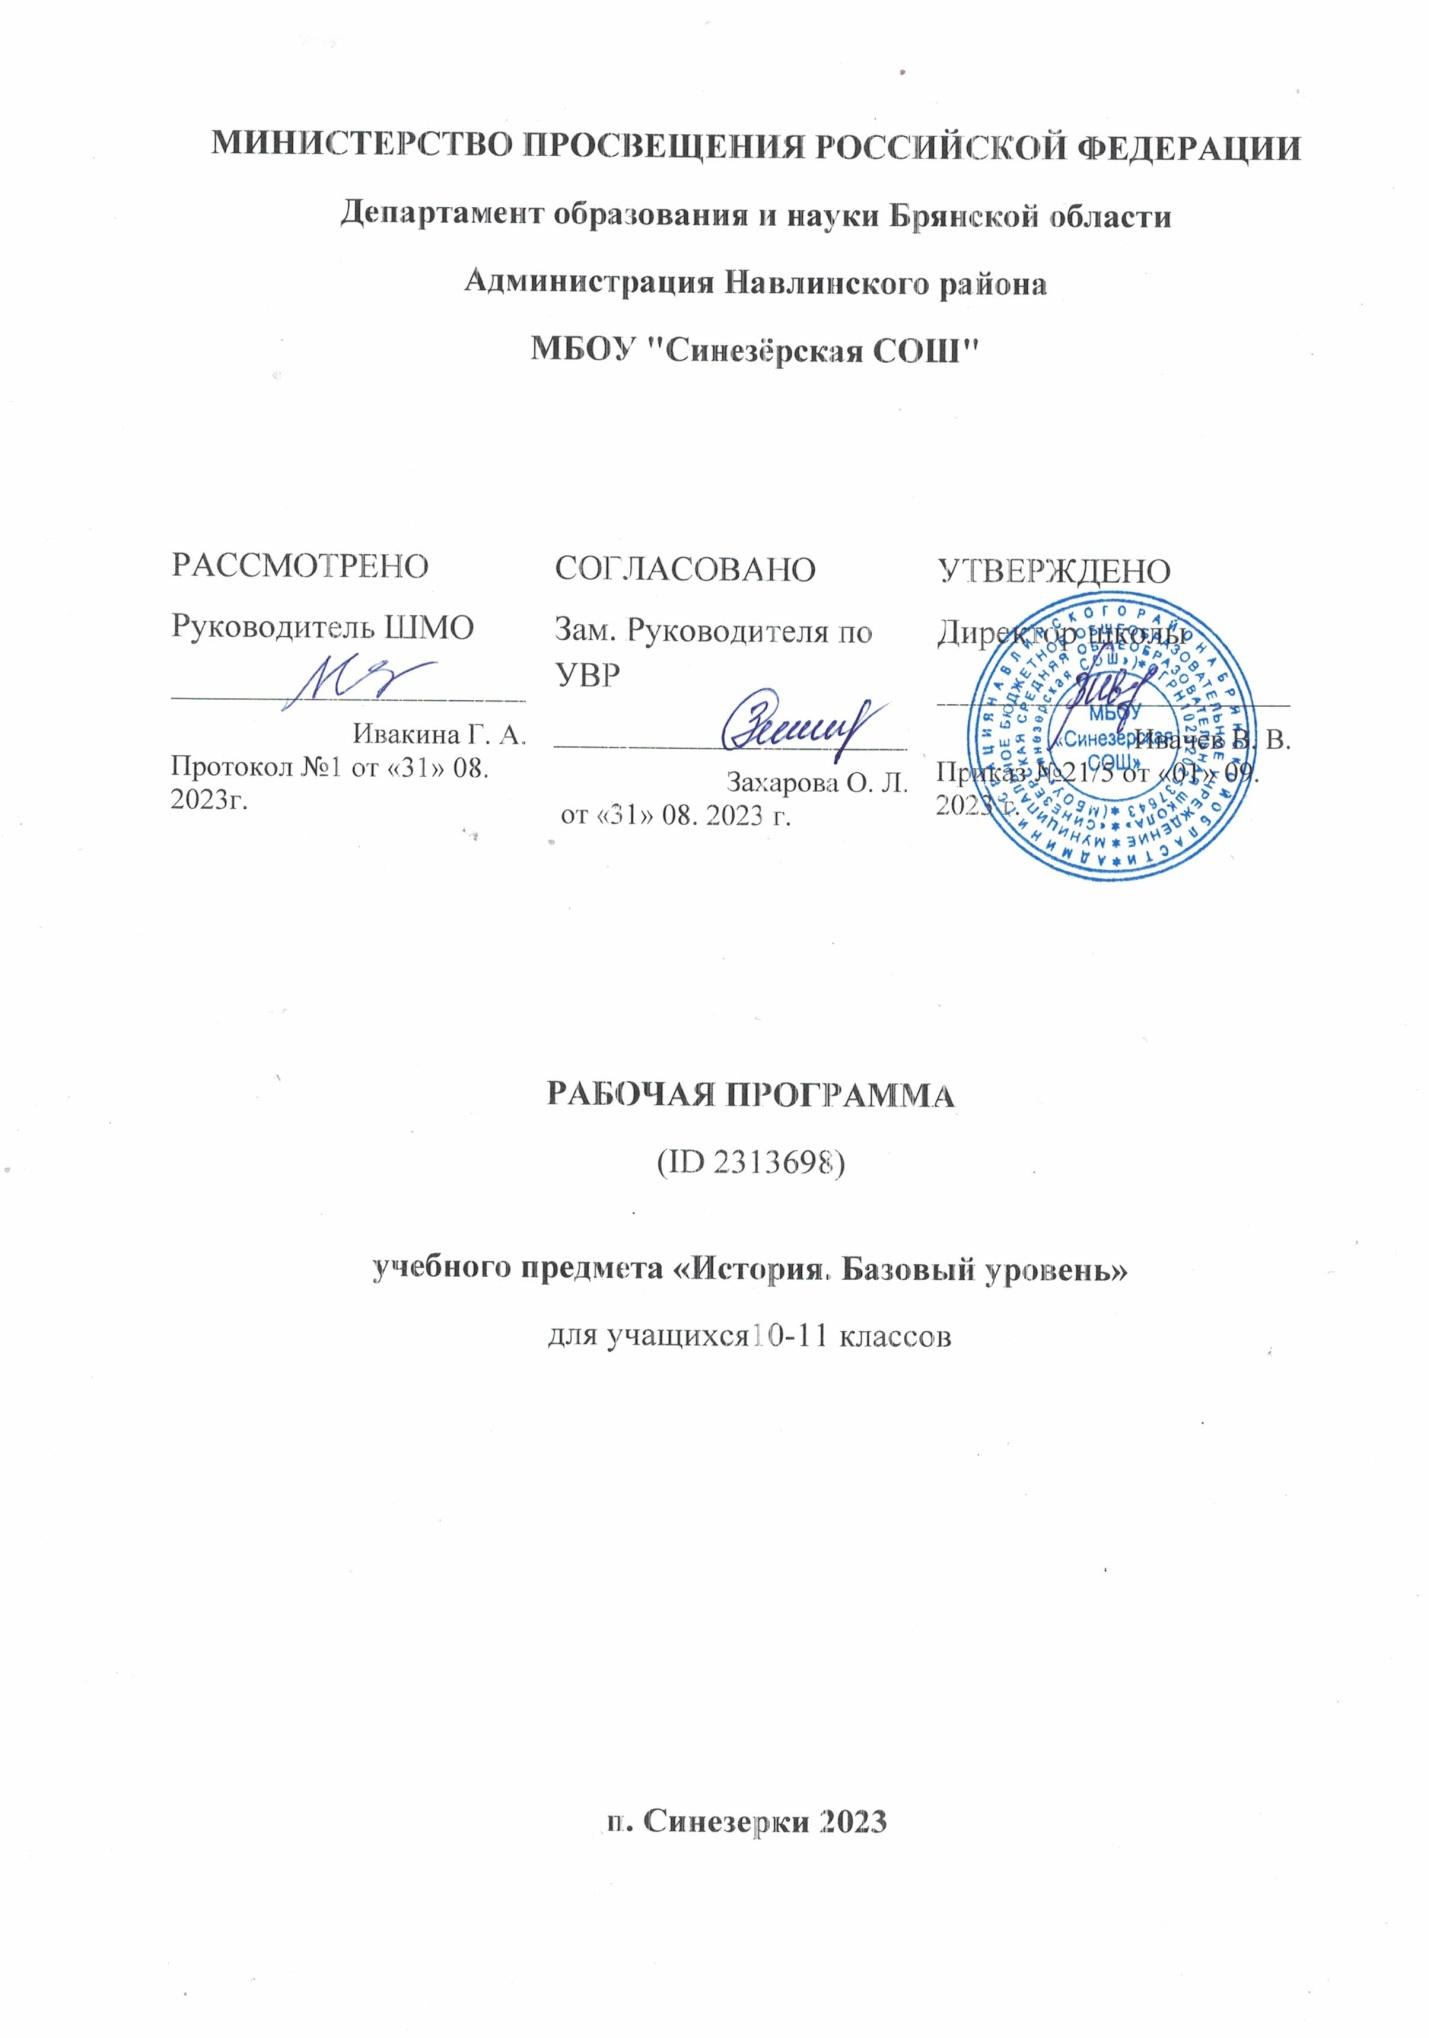 МИНИСТЕРСТВО ПРОСВЕЩЕНИЯ РОССИЙСКОЙ ФЕДЕРАЦИИ
Департамент образования и науки Брянской области
Администрация Навлинского района
МБОУ "Синезёрская СОШ"
РАССМОТРЕНО
Руководитель ШМО
Ивакина Г. А.
Протокол №1 от «31» 08.
2023г.
СОГЛАСОВАНО
Зам. Руководителя по
УВР
Захарова О. Л.
от «31» 08. 2023 г.
УТВЕРЖДЕНО
Директор школы
Ивачев В. В.
Приказ №21/5 от «01» 09.
2023 г.
МБОУ
«Синезёрская
СОШ»
РАБОЧАЯ ПРОГРАММА
(ID 2313698)
учебного предмета «История. Базовый уровень»
для учащихся10-11 классов
п. Синезерки 2023